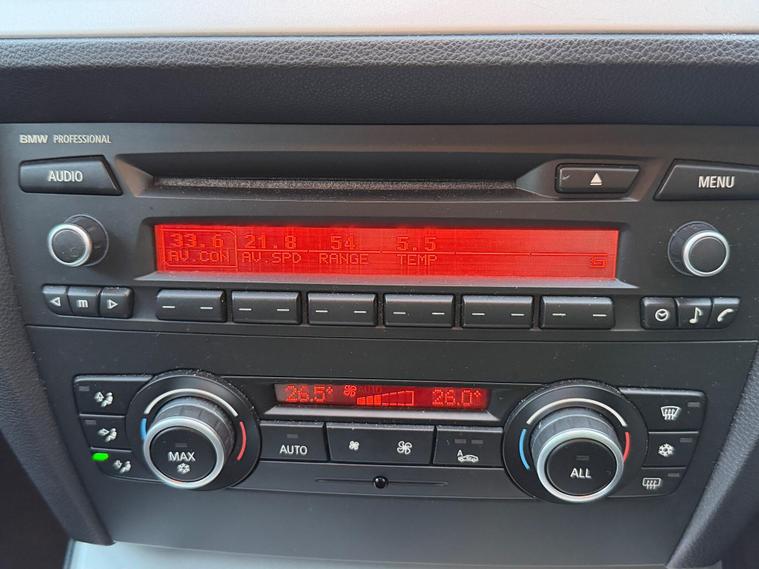 BMW PROFESSIONAL
AUDIO
MENU
33.6 21.8 54 5.5
AV.CON AV.SPD RANGE TEMP
m
26.5° AUTO 26.0°
MAX
AUTO
A
ALL